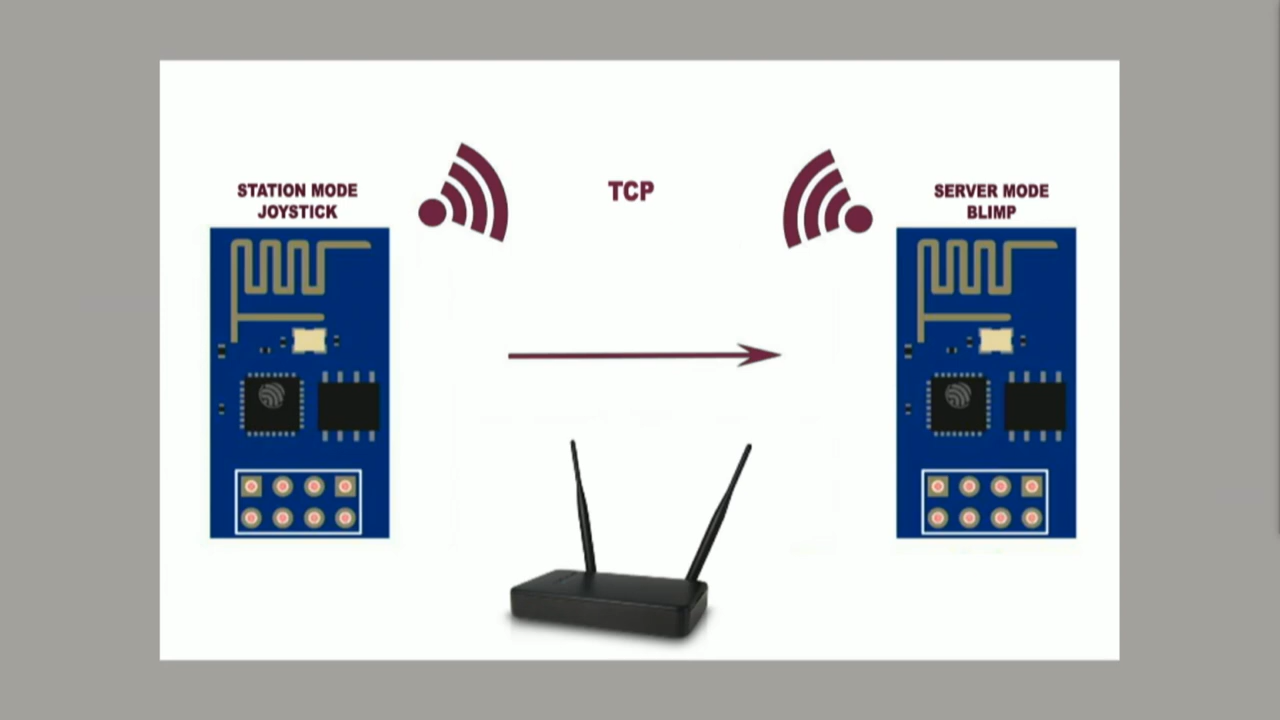 STATION MODE
JOYSTICK
TCP
SERVER MODE
BLIMP